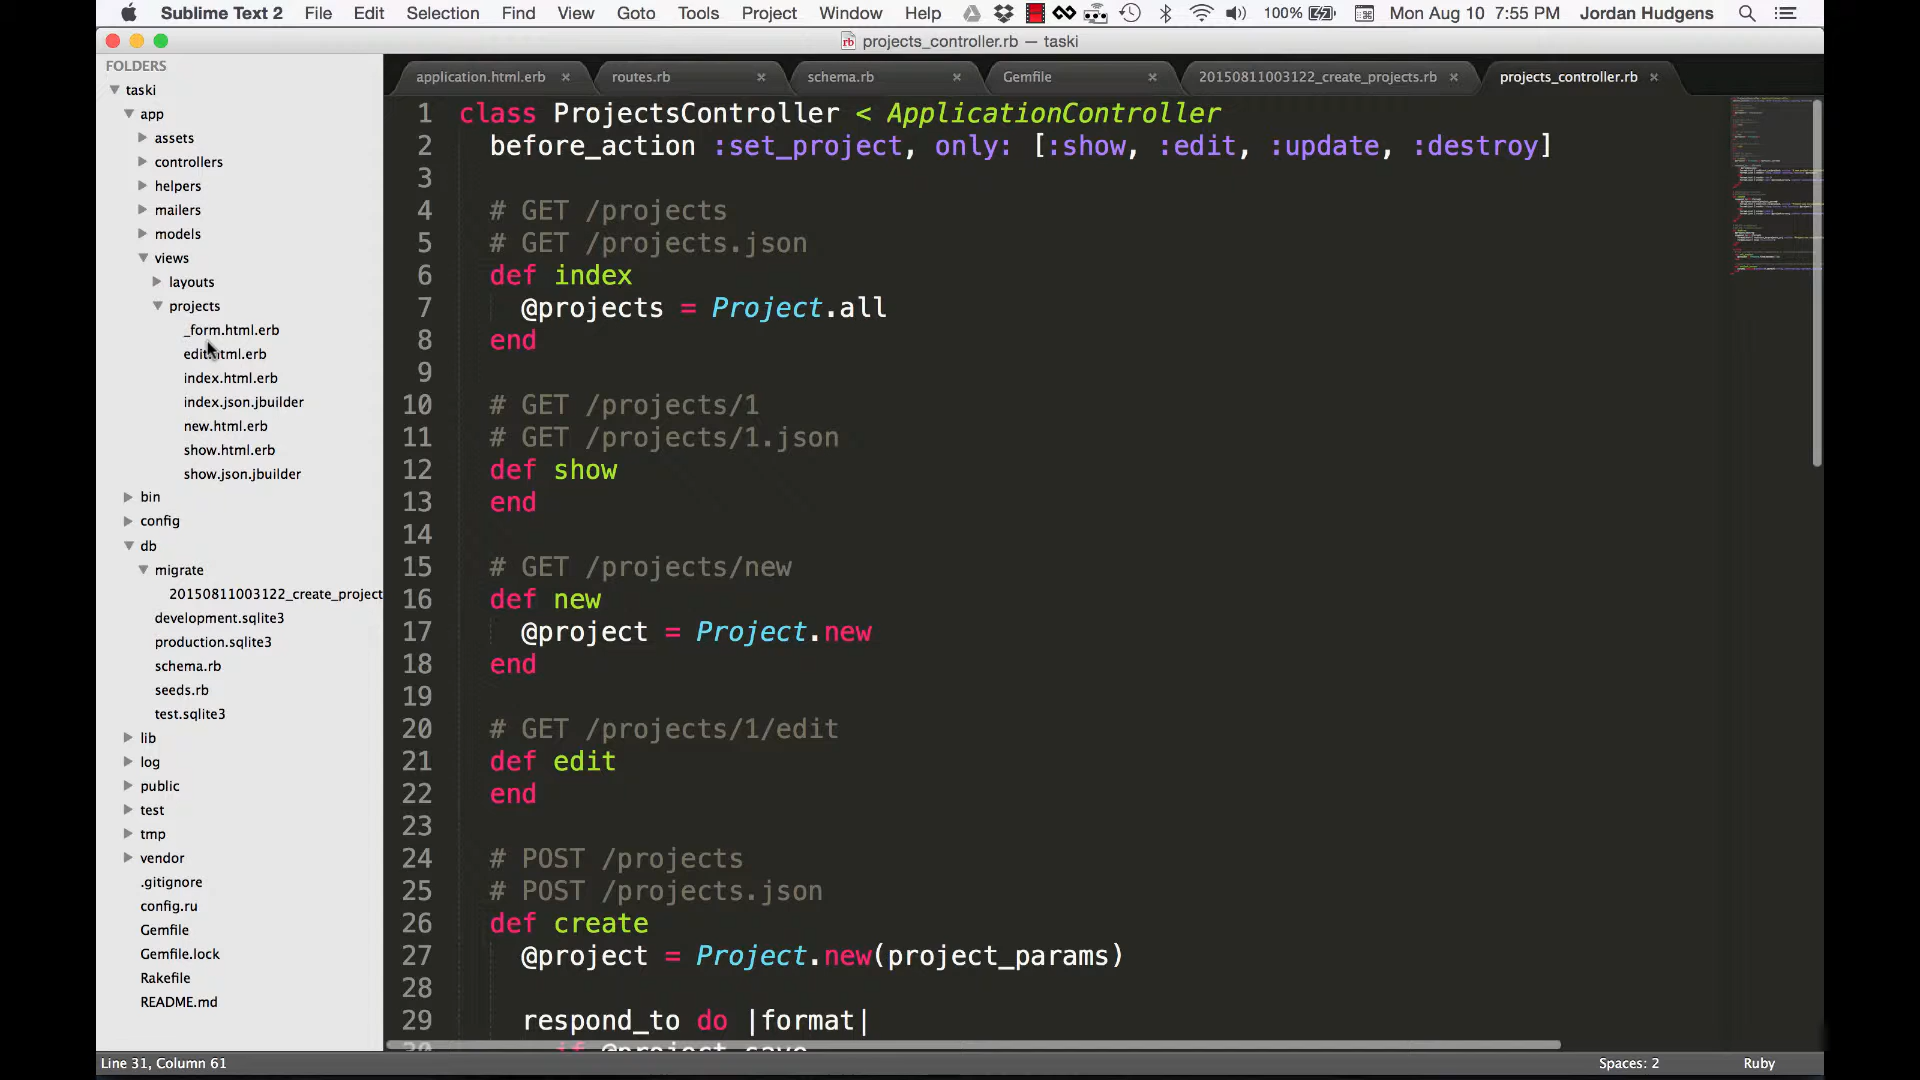 Sublime Text 2 File Edit Selection Find View Goto Tools Project Window Help 100% Mon Aug 10 7:55 PM Jordan Hudgens
rb projects_controller.rb — taski
FOLDERS
taski
app
assets
controllers
helpers
mailers
models
views
layouts
projects
_form.html.erb
edit.html.erb
index.html.erb
index.json.jbuilder
new.html.erb
show.html.erb
show.json.jbuilder
bin
config
db
migrate
20150811003122_create_project
development.sqlite3
production.sqlite3
schema.rb
seeds.rb
test.sqlite3
lib
log
public
test
tmp
vendor
.gitignore
config.ru
Gemfile
Gemfile.lock
Rakefile
README.md
application.html.erb × routes.rb × schema.rb × Gemfile × 20150811003122_create_projects.rb × projects_controller.rb ×
1 class ProjectsController < ApplicationController
2 before_action :set_project, only: [:show, :edit, :update, :destroy]
3
4 # GET /projects
5 # GET /projects.json
6 def index
7 @projects = Project.all
8 end
9
10 # GET /projects/1
11 # GET /projects/1.json
12 def show
13 end
14
15 # GET /projects/new
16 def new
17 @project = Project.new
18 end
19
20 # GET /projects/1/edit
21 def edit
22 end
23
24 # POST /projects
25 # POST /projects.json
26 def create
27 @project = Project.new(project_params)
28
29 respond_to do |format|
30 if @project.save
Line 31, Column 61 Spaces: 2 Ruby